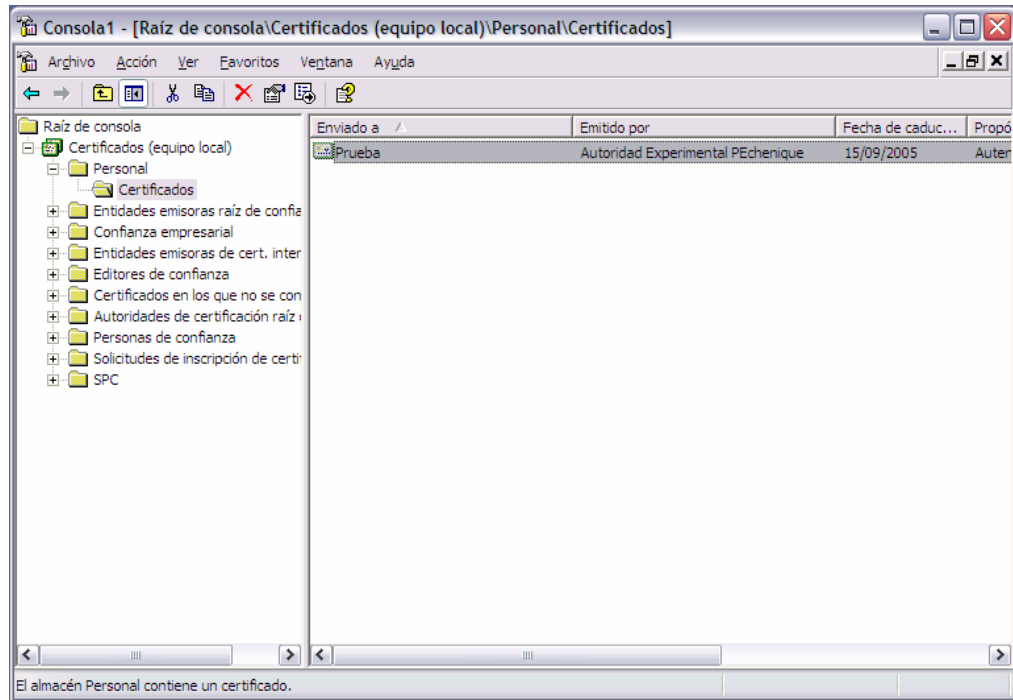 Consola1 - [Raíz de consola\Certificados (equipo local)\Personal\Certificados]
Archivo Acción Ver Favoritos Ventana Ayuda
Raíz de consola
Certificados (equipo local)
Personal
Certificados
Entidades emisoras raíz de confia
Confianza empresarial
Entidades emisoras de cert. inter
Editores de confianza
Certificados en los que no se con
Autoridades de certificación raíz
Personas de confianza
Solicitudes de inscripción de certi
SPC
Enviado a Emitido por Fecha de caduc... Propó
Prueba Autoridad Experimental PEchenique 15/09/2005 Auten
El almacén Personal contiene un certificado.